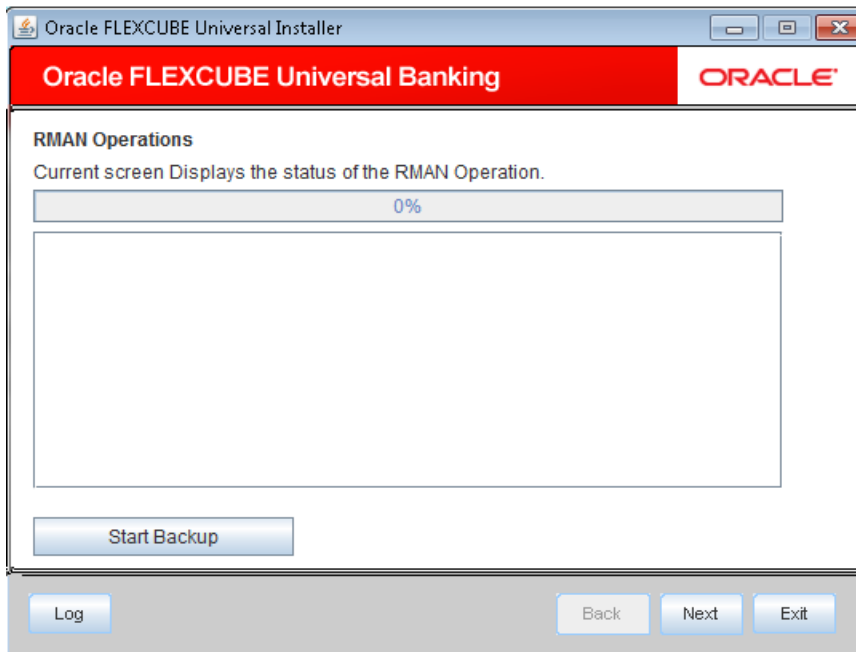 Oracle FLEXCUBE Universal Installer
Oracle FLEXCUBE Universal Banking
ORACLE
RMAN Operations
Current screen Displays the status of the RMAN Operation.
0%
Start Backup
Log
Back
Next
Exit